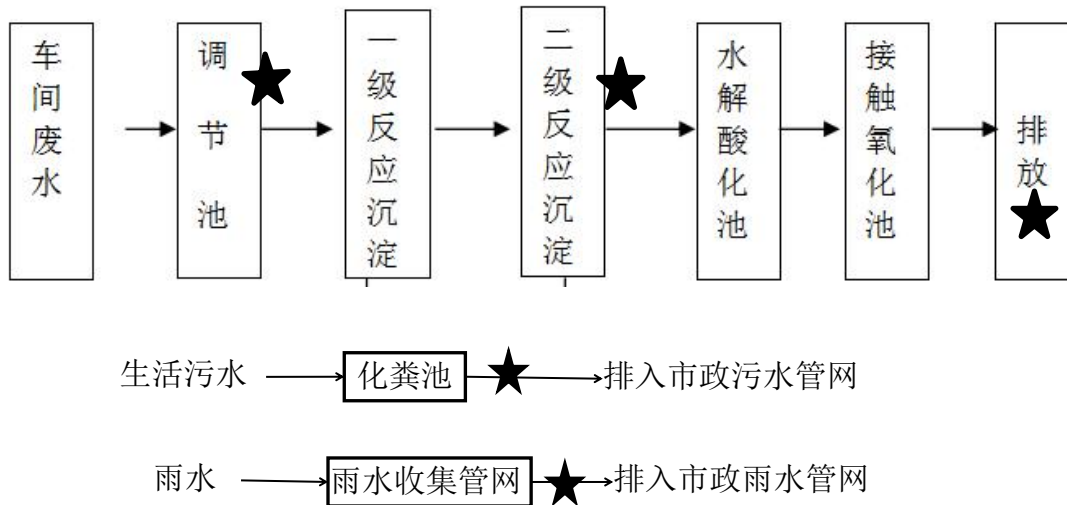 车间废水
调节池
一级反应沉淀
二级反应沉淀
水解酸化池
接触氧化池
排放
生活污水
化粪池
排入市政污水管网
雨水
雨水收集管网
排入市政雨水管网